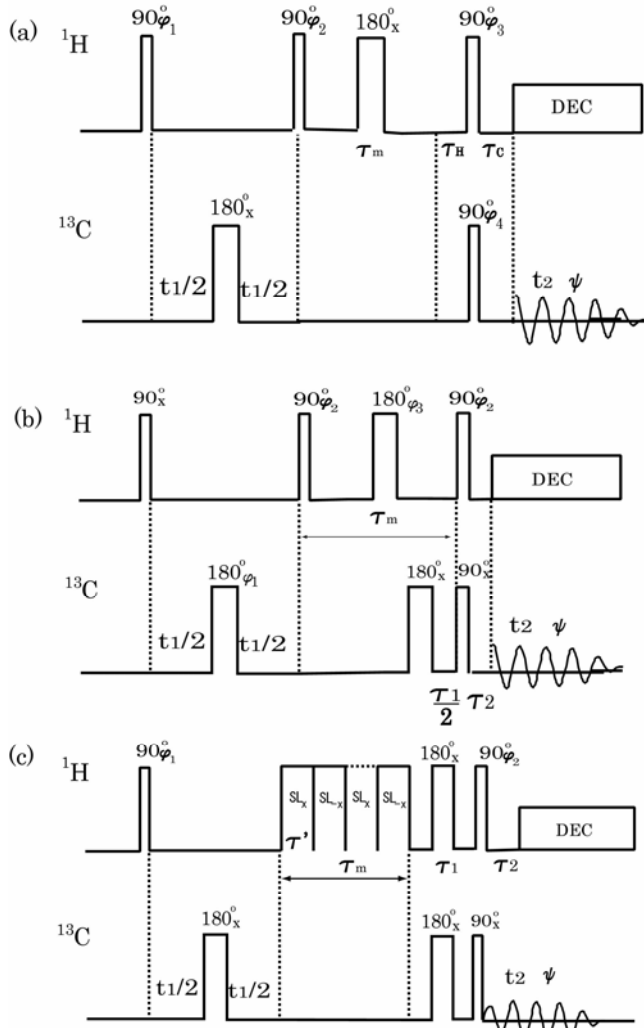 (a)
¹H
90°φ₁ 90°φ₂ 180°x 90°φ₃
DEC
τm τH τC
¹³C
180°x 90°φ₄
t1/2 t1/2 t2 ψ
(b)
¹H
90°x 90°φ₂ 180°φ₃ 90°φ₂
DEC
τm
¹³C
180°φ₁ 180°x 90°x
t1/2 t1/2 t2 ψ
τ1/2 τ2
(c)
¹H
90°φ₁ 180°x 90°φ₂
SLx SL-x SLx SL-x
DEC
τ' τm τ1 τ2
¹³C
180°x 180°x 90°x
t1/2 t1/2 t2 ψ